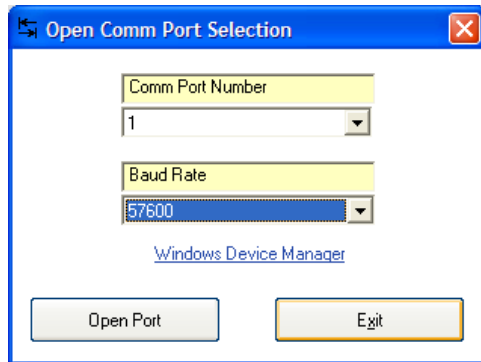 Open Comm Port Selection
Comm Port Number
1
Baud Rate
57600
Windows Device Manager
Open Port
Exit